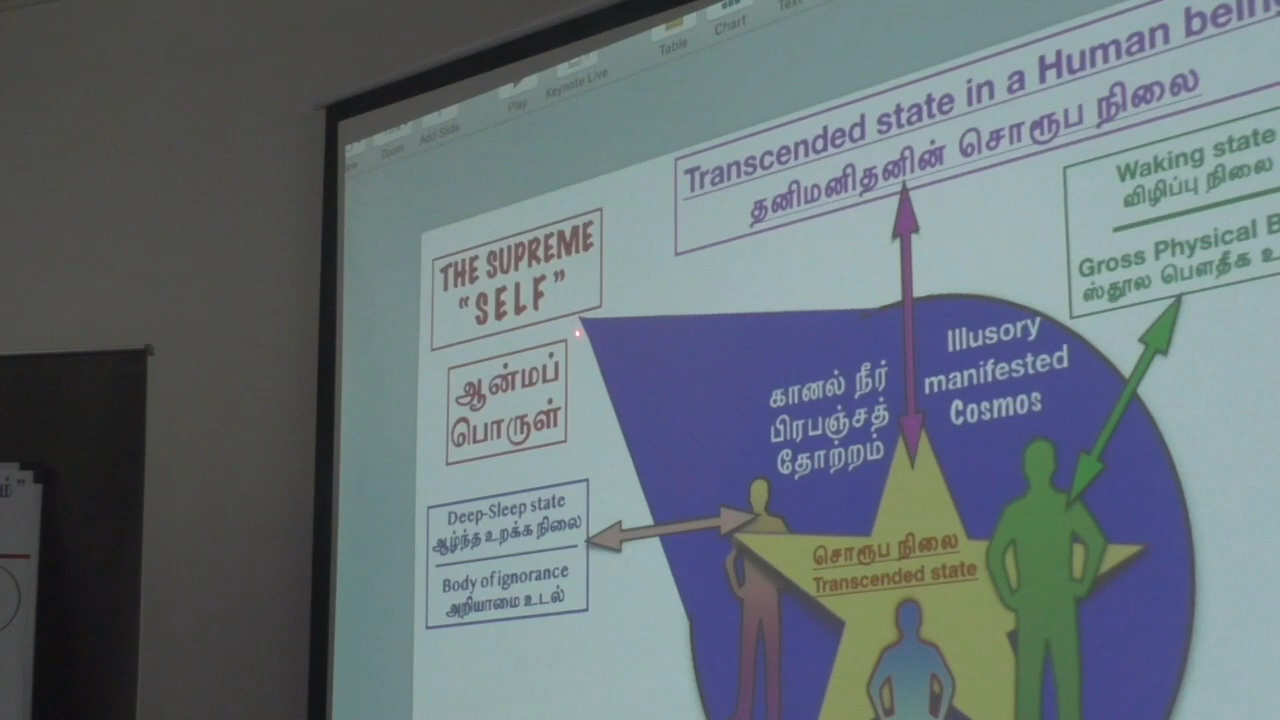 Table
Chart
Text
Play
Keynote Live
Zoom
Add Slide
Transcended state in a Human being
தனிமனிதனின் சொரூப நிலை
Waking state
விழிப்பு நிலை
Gross Physical
ஸ்தூல பௌதீக
THE SUPREME
"SELF"
ஆன்மப்
பொருள்
Illusory
manifested
Cosmos
கானல் நீர்
பிரபஞ்சத்
தோற்றம்
Deep-Sleep state
ஆழ்ந்த உறக்க நிலை
Body of ignorance
அறியாமை உடல்
சொரூப நிலை
Transcended state